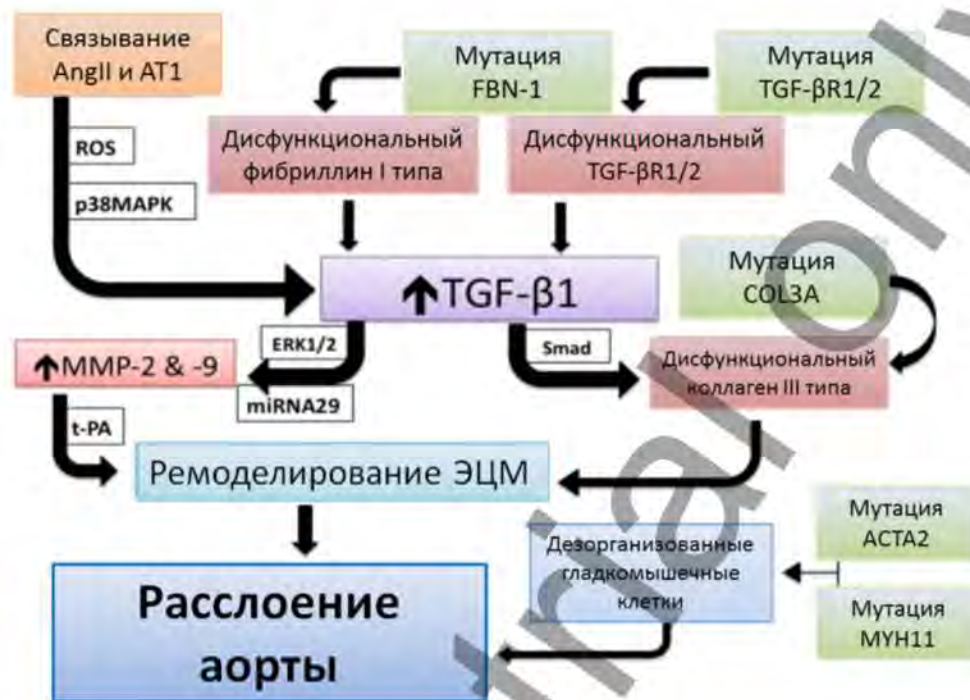 Связывание
AngII и AT1
Мутация
FBN-1
Мутация
TGF-βR1/2
ROS
p38MAPK
Дисфункциональный
фибриллин I типа
Дисфункциональный
TGF-βR1/2
↑TGF-β1
Мутация
COL3A
ERK1/2
Smad
↑MMP-2 & -9
miRNA29
Дисфункциональный
коллаген III типа
t-PA
Ремоделирование ЭЦМ
Дезорганизованные
гладкомышечные
клетки
Мутация
ACTA2
Мутация
MYH11
Расслоение
аорты